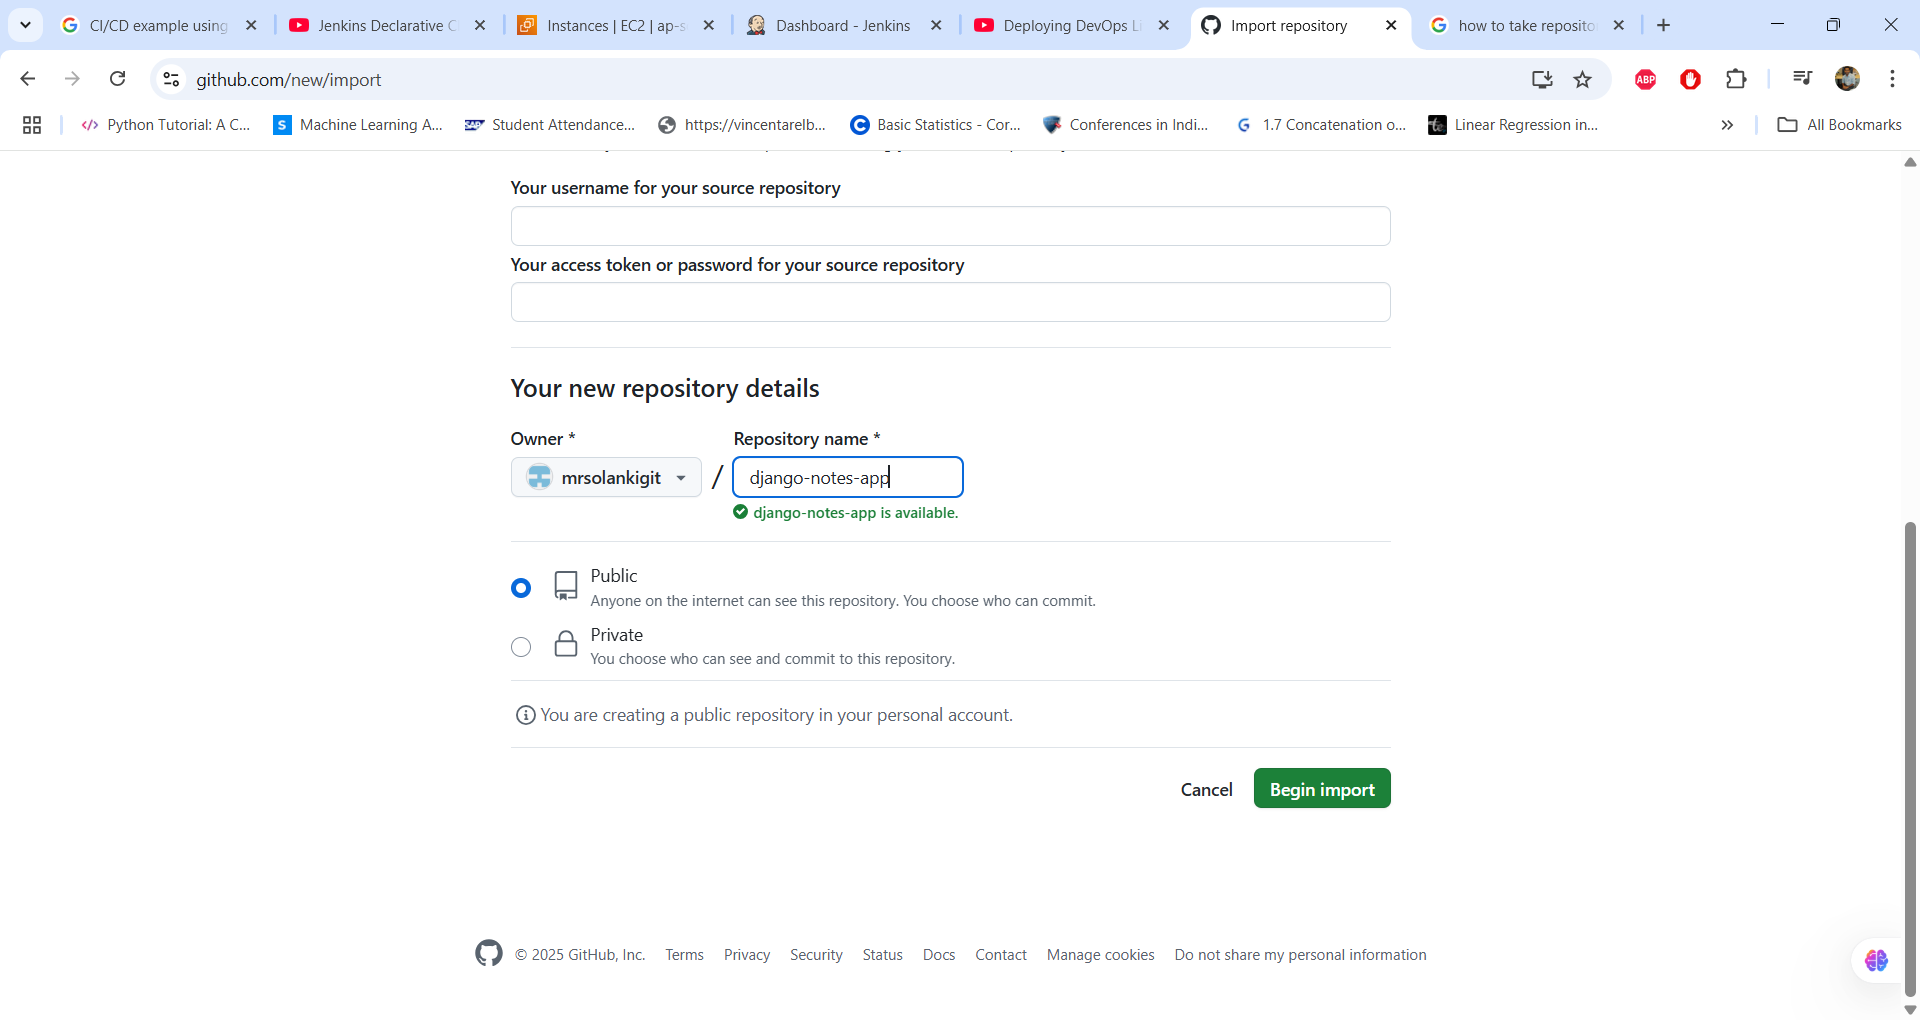 CI/CD example using
Jenkins Declarative C
Instances | EC2 | ap-s
Dashboard - Jenkins
Deploying DevOps Li
Import repository
how to take reposito
github.com/new/import
ABP
</> Python Tutorial: A C...
S Machine Learning A...
SAP Student Attendance...
https://vincentarelb...
C Basic Statistics - Cor...
Conferences in Indi...
G 1.7 Concatenation o...
te Linear Regression in...
All Bookmarks
Your username for your source repository
Your access token or password for your source repository
Your new repository details
Owner *
Repository name *
mrsolankigit
/
django-notes-app
django-notes-app is available.
Public
Anyone on the internet can see this repository. You choose who can commit.
Private
You choose who can see and commit to this repository.
You are creating a public repository in your personal account.
Cancel
Begin import
© 2025 GitHub, Inc.
Terms
Privacy
Security
Status
Docs
Contact
Manage cookies
Do not share my personal information